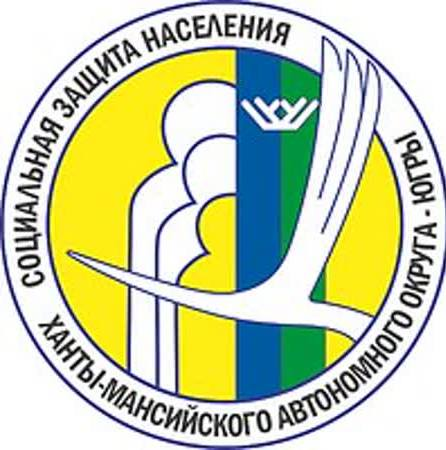 СОЦИАЛЬНАЯ ЗАЩИТА НАСЕЛЕНИЯ
ХАНТЫ-МАНСИЙСКОГО АВТОНОМНОГО ОКРУГА - ЮГРЫ